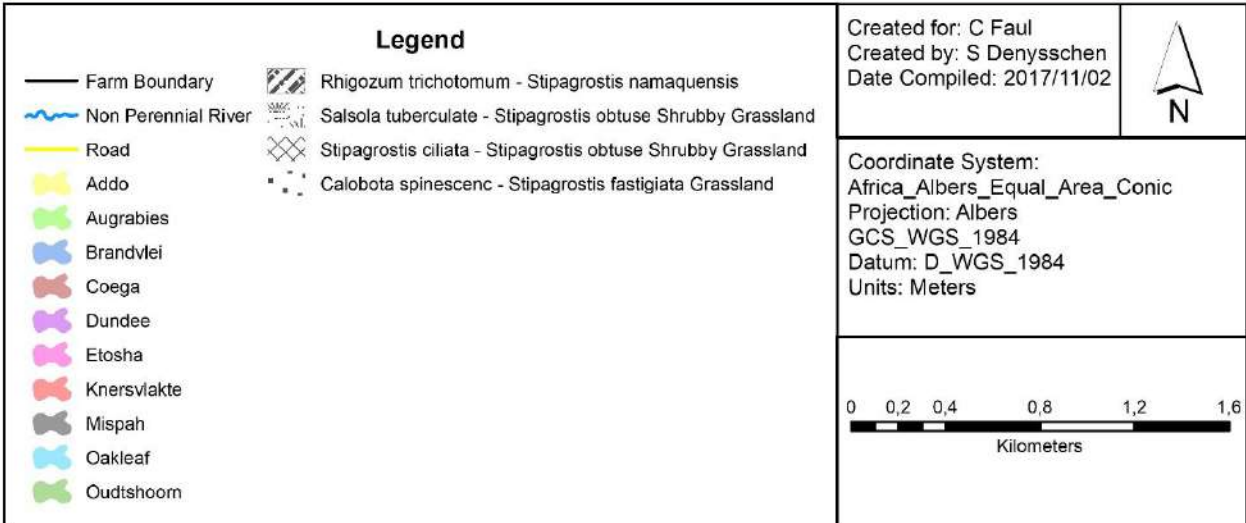 Legend
Farm Boundary
Non Perennial River
Road
Addo
Augrabies
Brandvlei
Coega
Dundee
Etosha
Knersvlakte
Mispah
Oakleaf
Oudtshoorn
Rhigozum trichotomum - Stipagrostis namaquensis
Salsola tuberculate - Stipagrostis obtuse Shrubby Grassland
Stipagrostis ciliata - Stipagrostis obtuse Shrubby Grassland
Calobota spinescenc - Stipagrostis fastigiata Grassland
Created for: C Faul
Created by: S Denysschen
Date Compiled: 2017/11/02
N
Coordinate System:
Africa_Albers_Equal_Area_Conic
Projection: Albers
GCS_WGS_1984
Datum: D_WGS_1984
Units: Meters
0 0,2 0,4 0,8 1,2 1,6
Kilometers